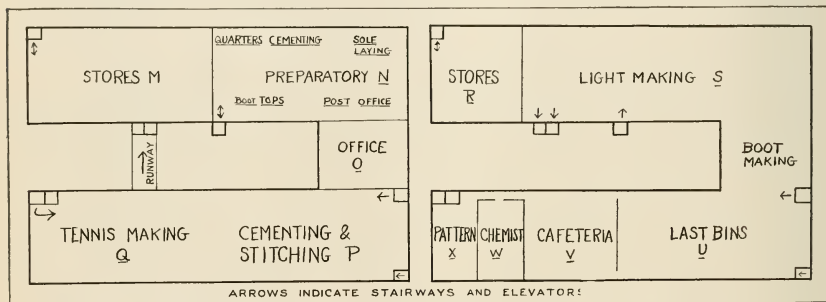 QUARTERS CEMENTING
SOLE
LAYING
STORES M
PREPARATORY N
BOOT TOPS
POST OFFICE
RUNWAY
OFFICE
O
TENNIS MAKING
Q
CEMENTING &
STITCHING P
STORES
R
LIGHT MAKING S
BOOT
MAKING
PATTERN
X
CHEMIST
W
CAFETERIA
V
LAST BINS
U
ARROWS INDICATE STAIRWAYS AND ELEVATORS